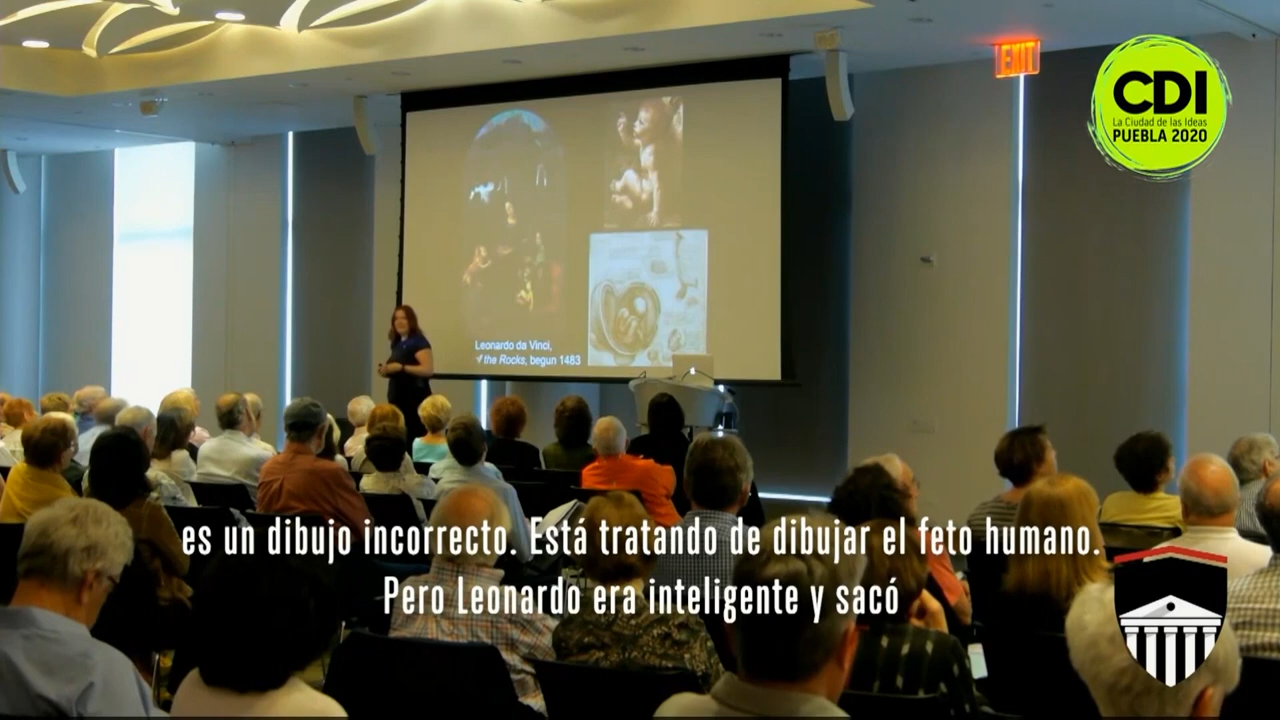 EXIT
CDI
La Ciudad de las Ideas
PUEBLA 2020
Leonardo da Vinci,
the Rocks, begun 1483
es un dibujo incorrecto. Está tratando de dibujar el feto humano.
Pero Leonardo era inteligente y sacó